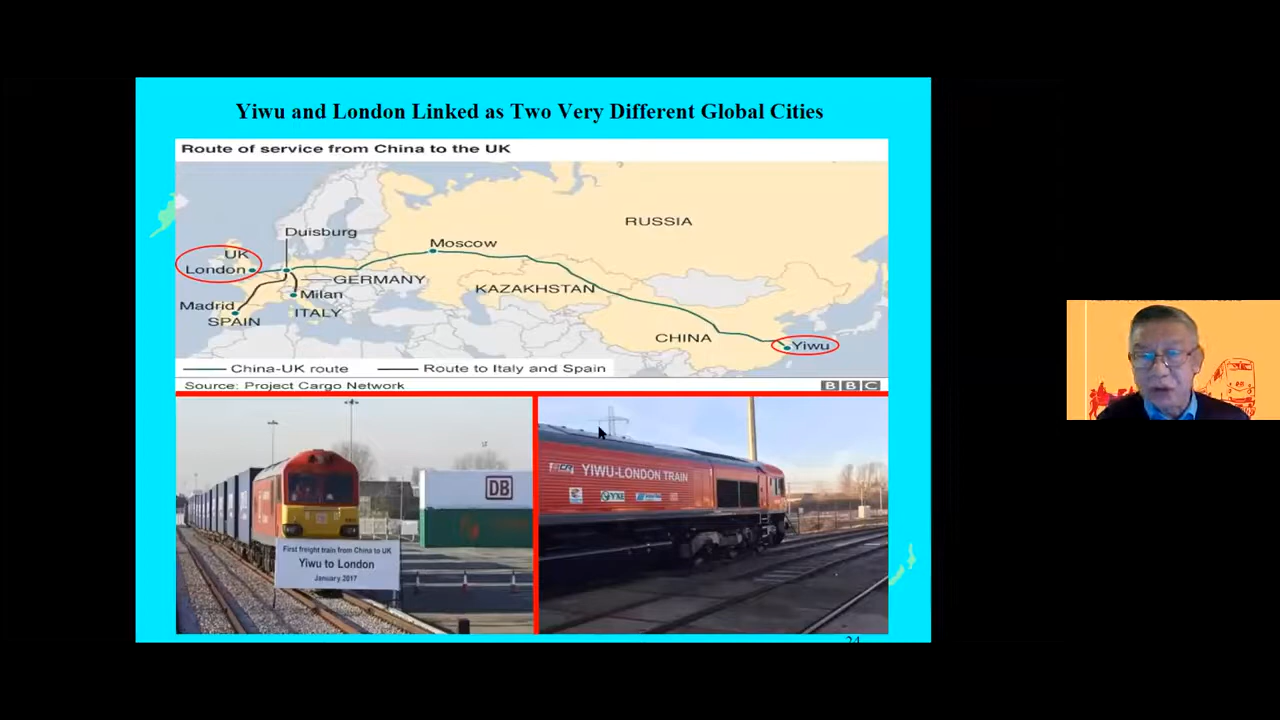 Yiwu and London Linked as Two Very Different Global Cities
Route of service from China to the UK
RUSSIA
Duisburg
Moscow
UK
London
GERMANY
KAZAKHSTAN
Milan
Madrid
ITALY
SPAIN
CHINA
Yiwu
China-UK route
Route to Italy and Spain
Source: Project Cargo Network
BBC
DB
First freight train from China to UK
Yiwu to London
January 2017
YIWU-LONDON TRAIN
YXE
24